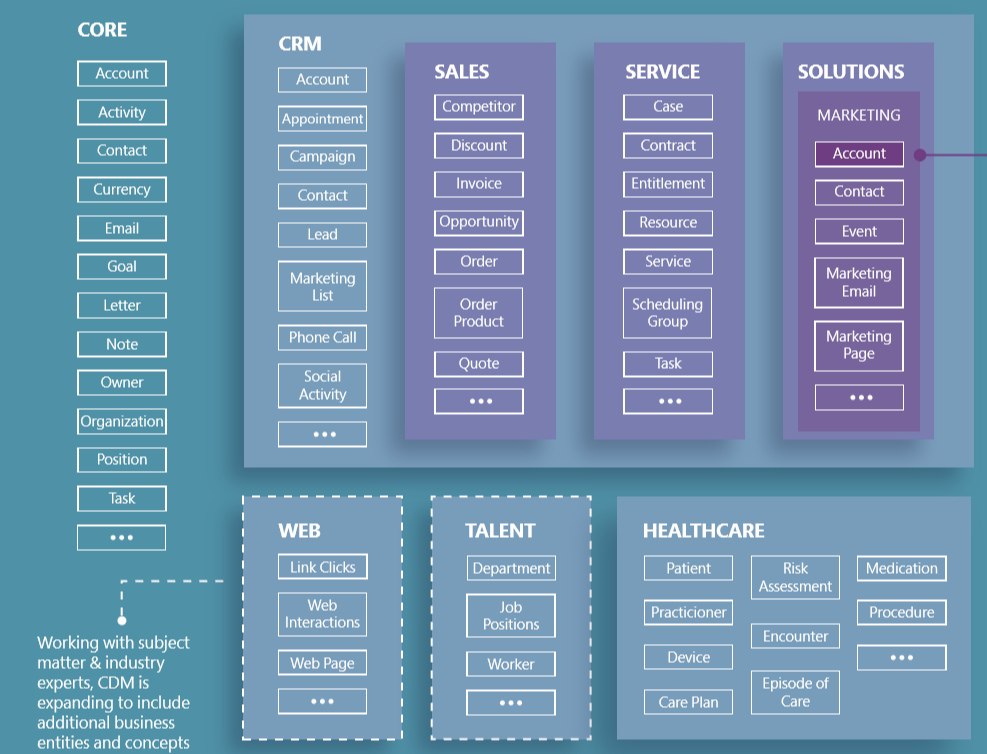 CORE
Account
Activity
Contact
Currency
Email
Goal
Letter
Note
Owner
Organization
Position
Task
•••
CRM
Account
Appointment
Campaign
Contact
Lead
Marketing
List
Phone Call
Social
Activity
•••
SALES
Competitor
Discount
Invoice
Opportunity
Order
Order
Product
Quote
•••
SERVICE
Case
Contract
Entitlement
Resource
Service
Scheduling
Group
Task
•••
SOLUTIONS
MARKETING
Account
Contact
Event
Marketing
Email
Marketing
Page
•••
WEB
Link Clicks
Web
Interactions
Web Page
•••
TALENT
Department
Job
Positions
Worker
•••
HEALTHCARE
Patient
Practicioner
Device
Care Plan
Risk
Assessment
Encounter
Episode of
Care
Medication
Procedure
•••
Working with subject
matter & industry
experts, CDM is
expanding to include
additional business
entities and concepts